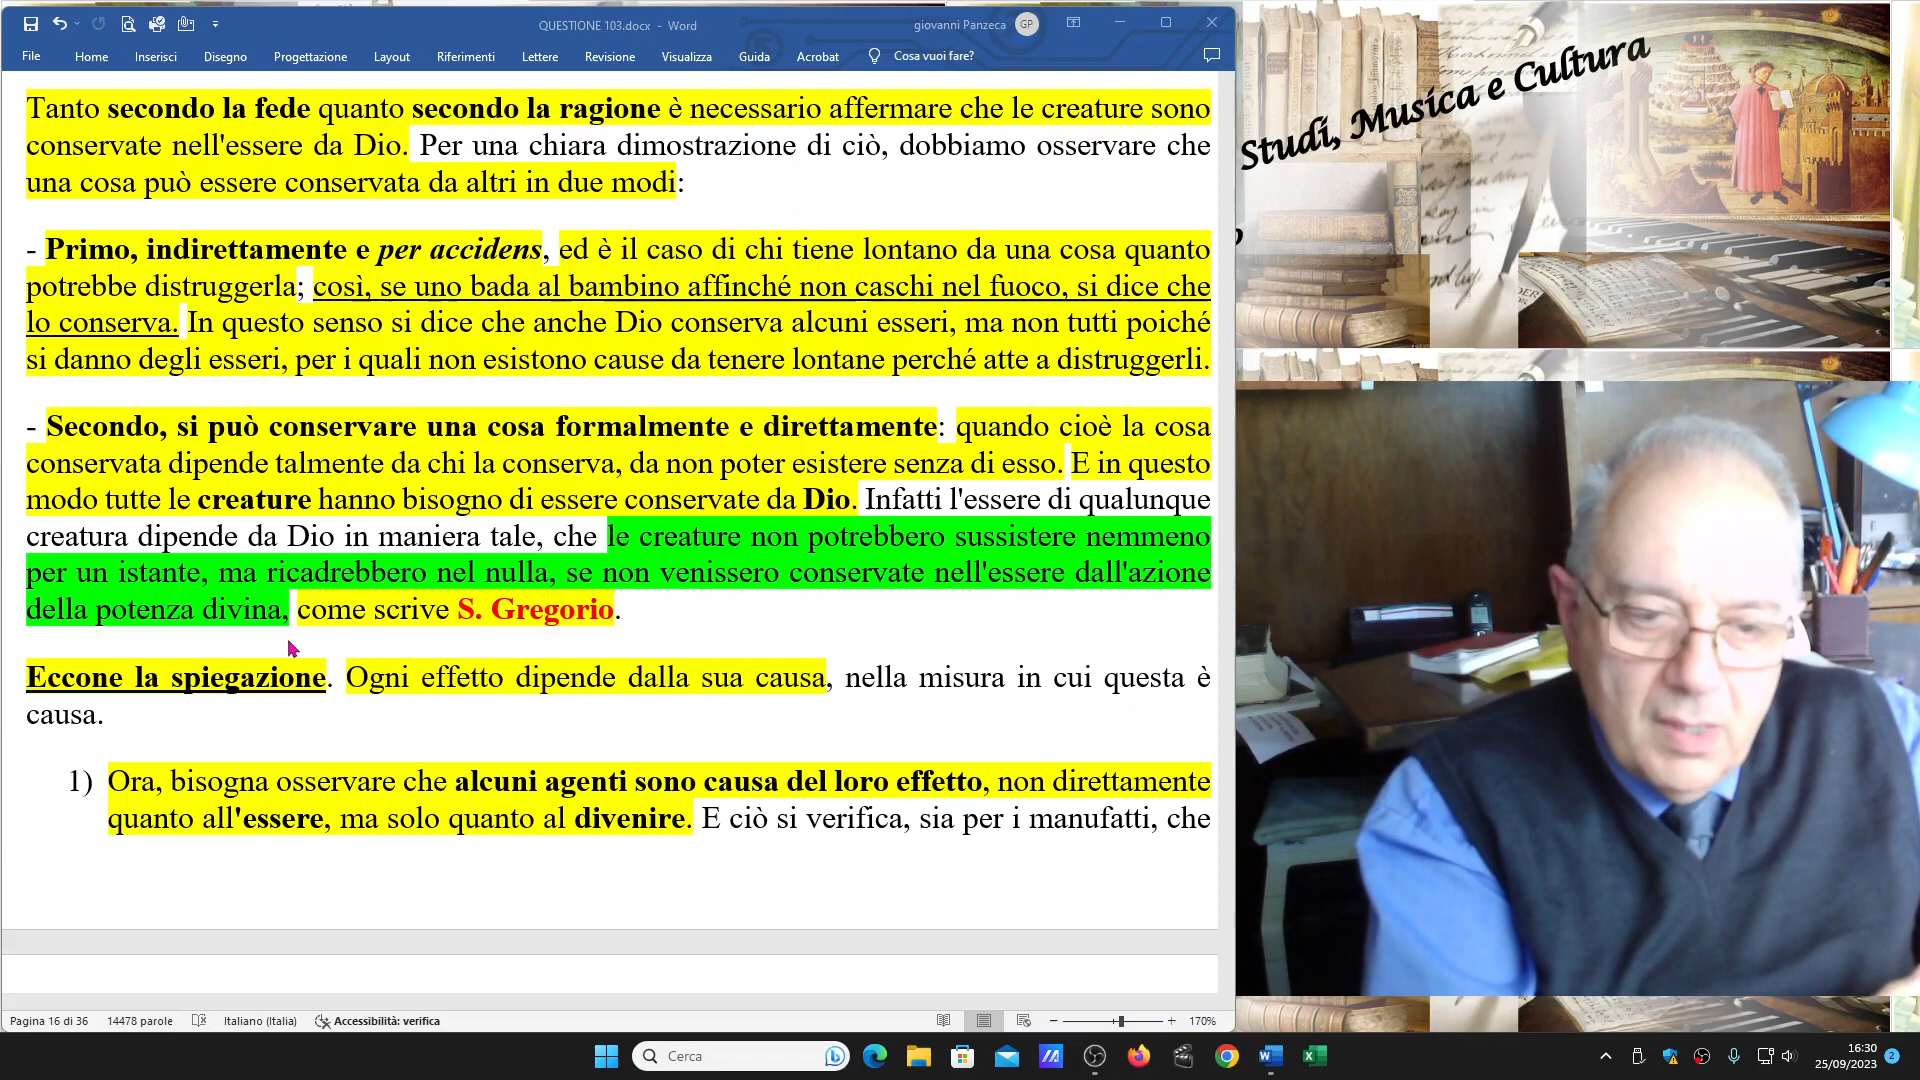 QUESTIONE 103.docx - Word
giovanni Panzeca GP
File Home Inserisci Disegno Progettazione Layout Riferimenti Lettere Revisione Visualizza Guida Acrobat Cosa vuoi fare?
Studi, Musica e Cultura
Tanto secondo la fede quanto secondo la ragione è necessario affermare che le creature sono
conservate nell'essere da Dio. Per una chiara dimostrazione di ciò, dobbiamo osservare che
una cosa può essere conservata da altri in due modi:
- Primo, indirettamente e per accidens, ed è il caso di chi tiene lontano da una cosa quanto
potrebbe distruggerla; così, se uno bada al bambino affinché non caschi nel fuoco, si dice che
lo conserva. In questo senso si dice che anche Dio conserva alcuni esseri, ma non tutti poiché
si danno degli esseri, per i quali non esistono cause da tenere lontane perché atte a distruggerli.
- Secondo, si può conservare una cosa formalmente e direttamente: quando cioè la cosa
conservata dipende talmente da chi la conserva, da non poter esistere senza di esso. E in questo
modo tutte le creature hanno bisogno di essere conservate da Dio. Infatti l'essere di qualunque
creatura dipende da Dio in maniera tale, che le creature non potrebbero sussistere nemmeno
per un istante, ma ricadrebbero nel nulla, se non venissero conservate nell'essere dall'azione
della potenza divina, come scrive S. Gregorio.
Eccone la spiegazione. Ogni effetto dipende dalla sua causa, nella misura in cui questa è
causa.
1) Ora, bisogna osservare che alcuni agenti sono causa del loro effetto, non direttamente
quanto all'essere, ma solo quanto al divenire. E ciò si verifica, sia per i manufatti, che
Pagina 16 di 36 14478 parole Italiano (Italia) Accessibilità: verifica 170%
Cerca
16:30
25/09/2023 2